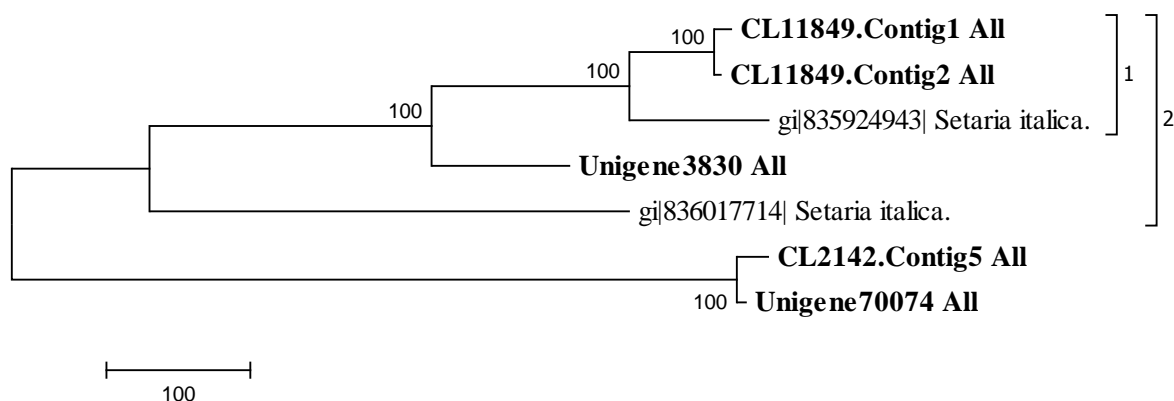 100
CL11849.Contig1 All
100
CL11849.Contig2 All
1
100
gi|835924943| Setaria italica.
2
Unigene3830 All
gi|836017714| Setaria italica.
CL2142.Contig5 All
100
Unigene70074 All
100